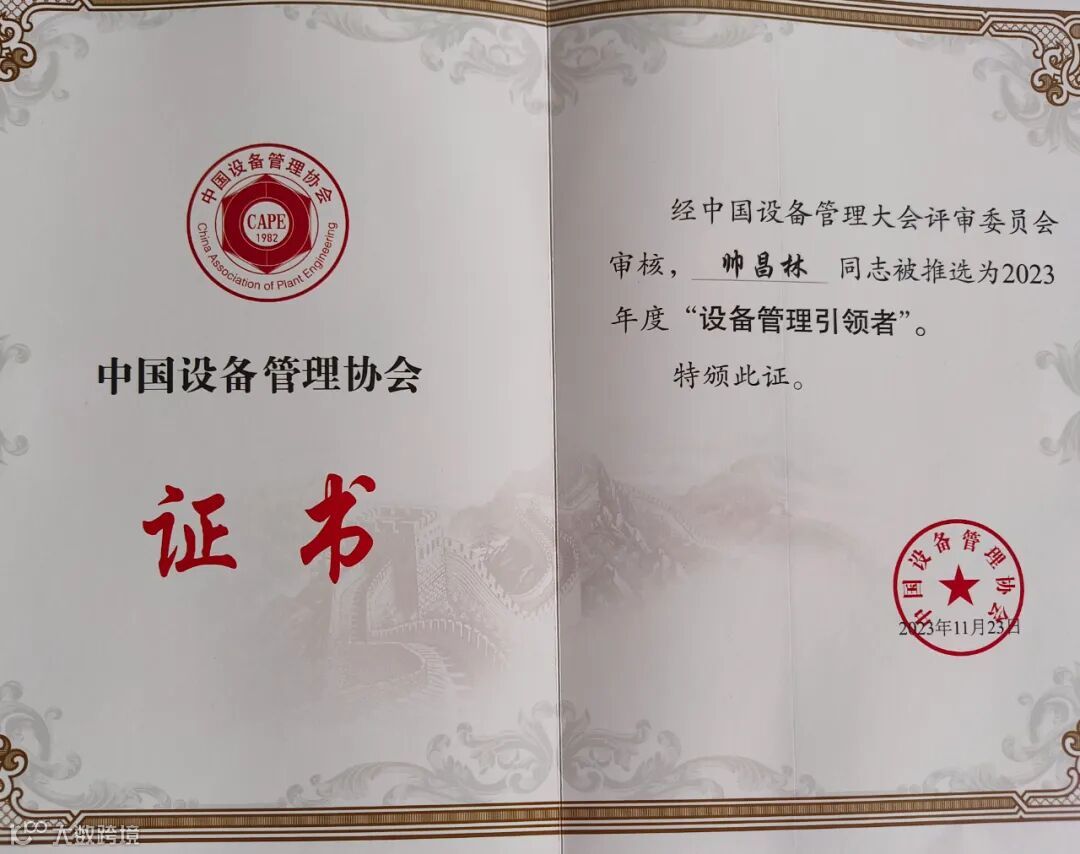 中国设备管理协会
CAPE
1982
China Association of Plant Engineering
中国设备管理协会
证书
经中国设备管理大会评审委员会
审核，帅昌林 同志被推选为2023
年度“设备管理引领者”。
特颁此证。
中国设备管理协会
2023年11月23日
大数跨境